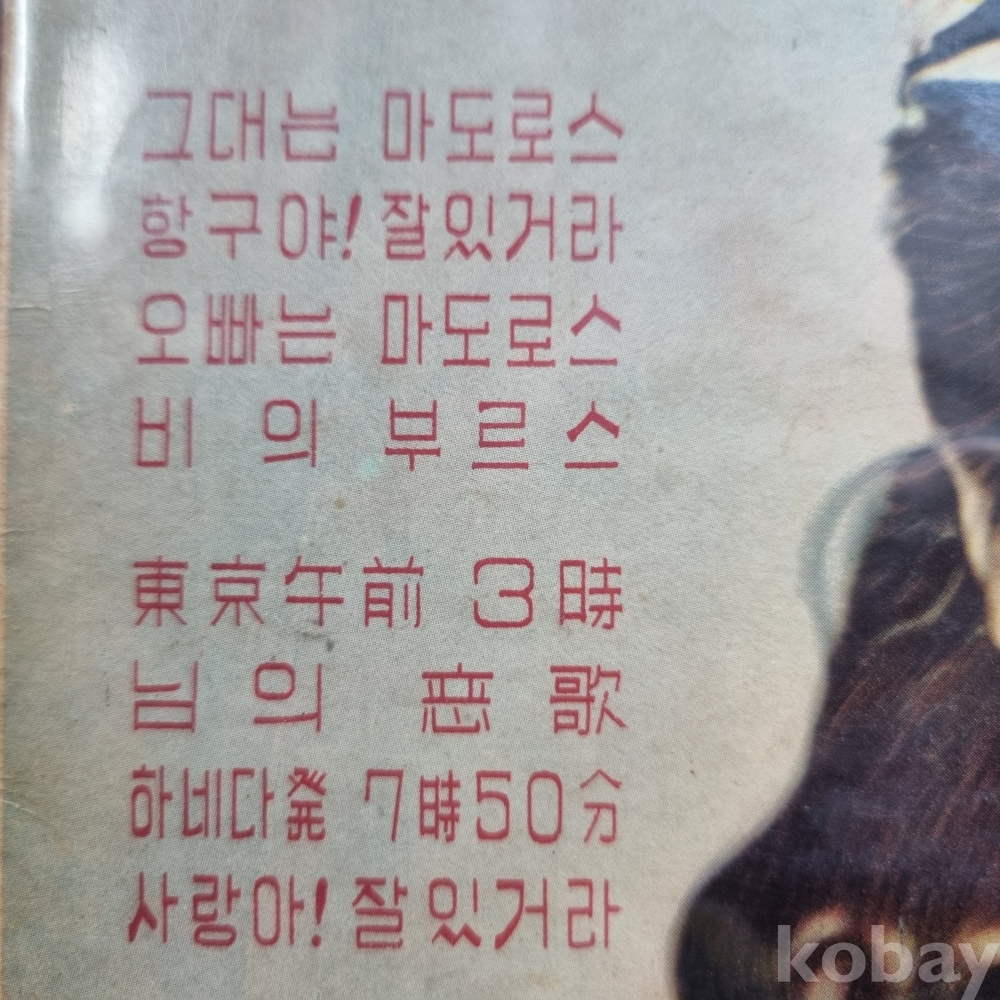 그대는 마도로스
항구야! 잘있거라
오빠는 마도로스
비의 부르스
東京午前 3時
님의 悲歌
하네다発 7時50分
사랑아! 잘있거라
kobay